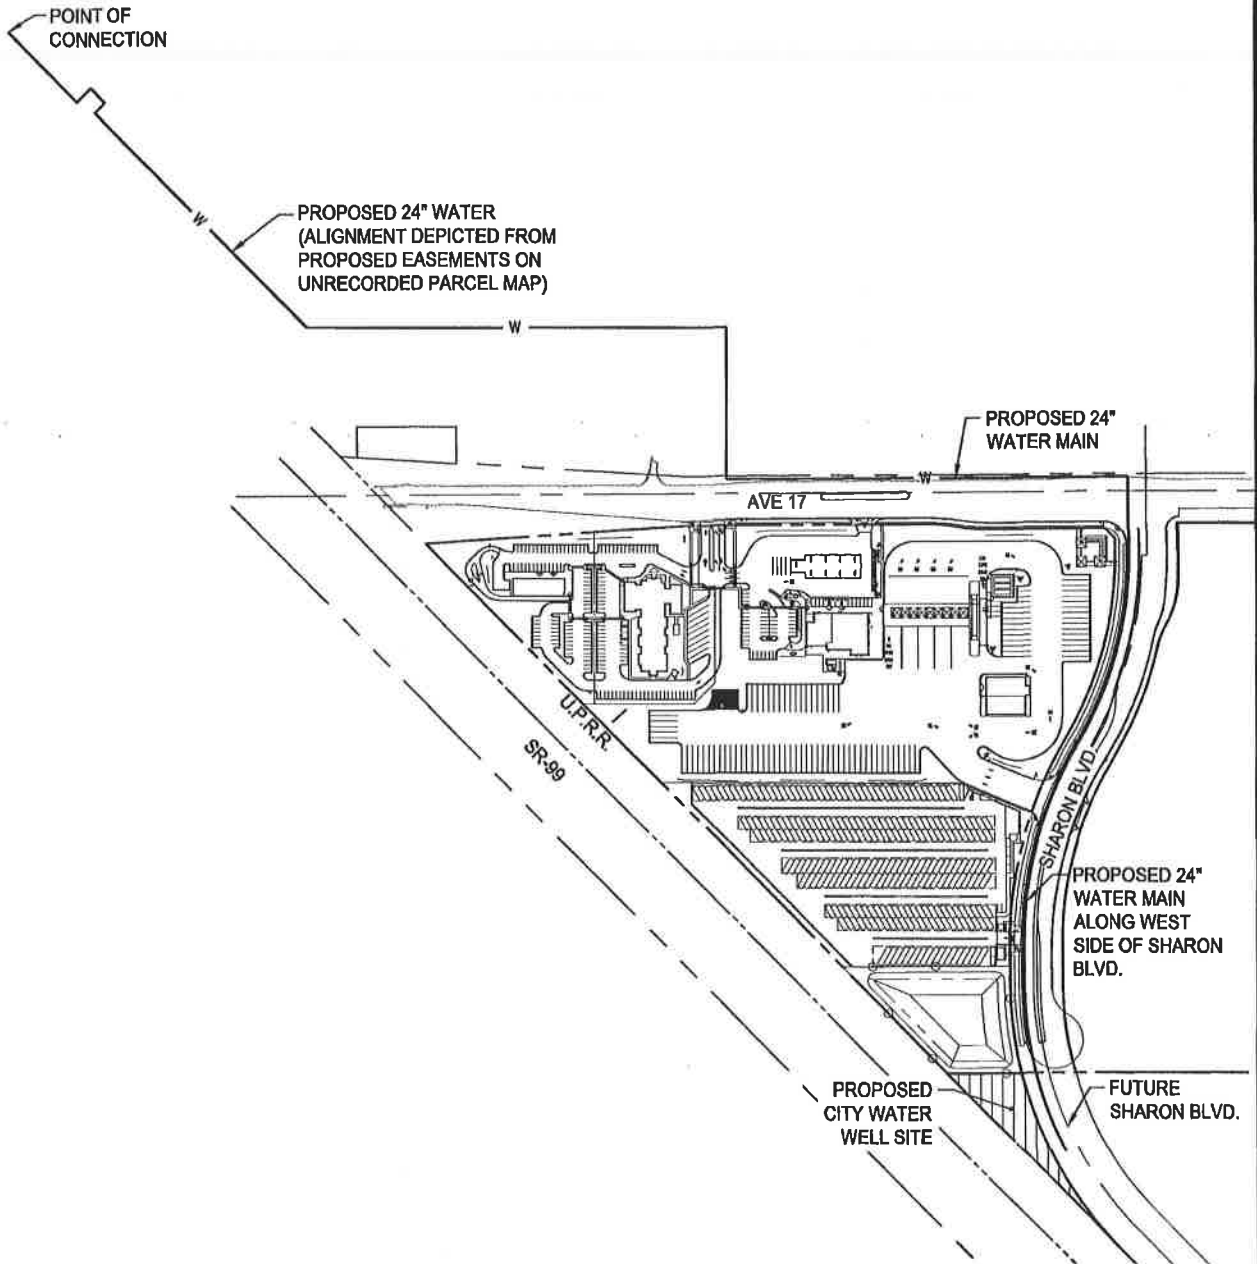 POINT OF
CONNECTION
W
PROPOSED 24" WATER
(ALIGNMENT DEPICTED FROM
PROPOSED EASEMENTS ON
UNRECORDED PARCEL MAP)
W
PROPOSED 24"
WATER MAIN
W
AVE 17
U.P.R.R.
SR-99
SHARON BLVD.
PROPOSED 24"
WATER MAIN
ALONG WEST
SIDE OF SHARON
BLVD.
PROPOSED
CITY WATER
WELL SITE
FUTURE
SHARON BLVD.